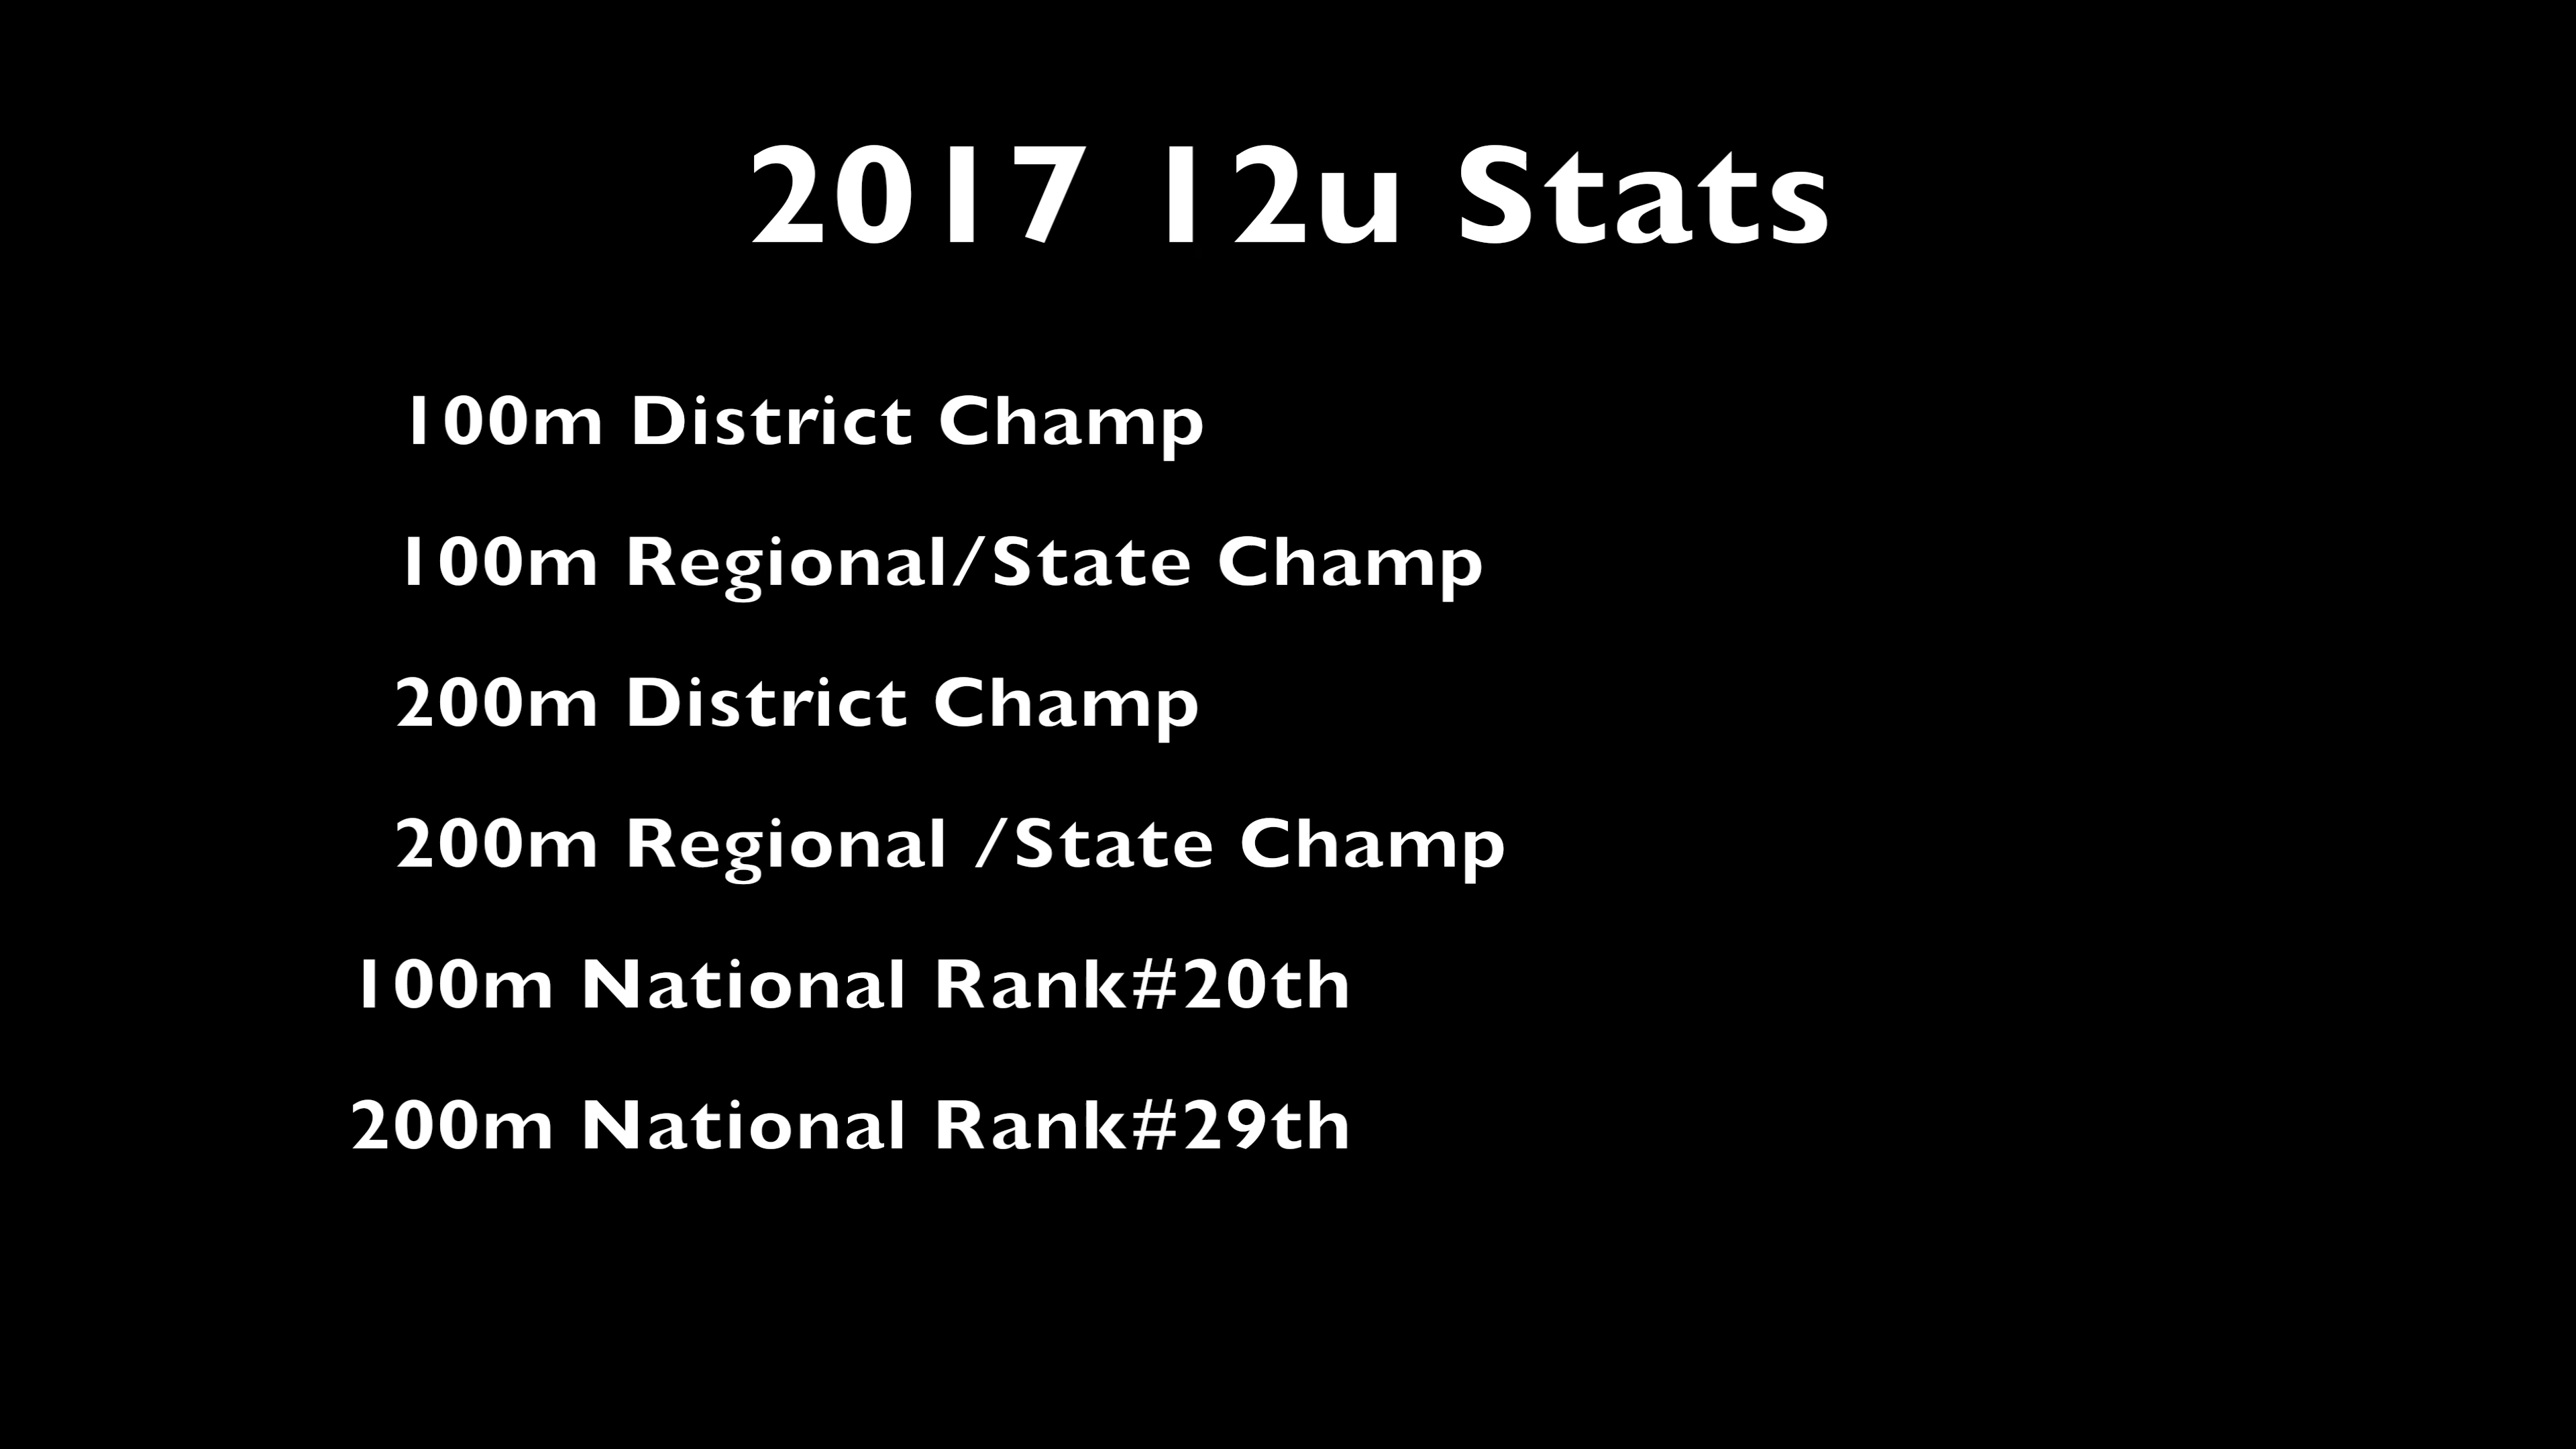 2017 12u Stats
100m District Champ
100m Regional/State Champ
200m District Champ
200m Regional /State Champ
100m National Rank#20th
200m National Rank#29th